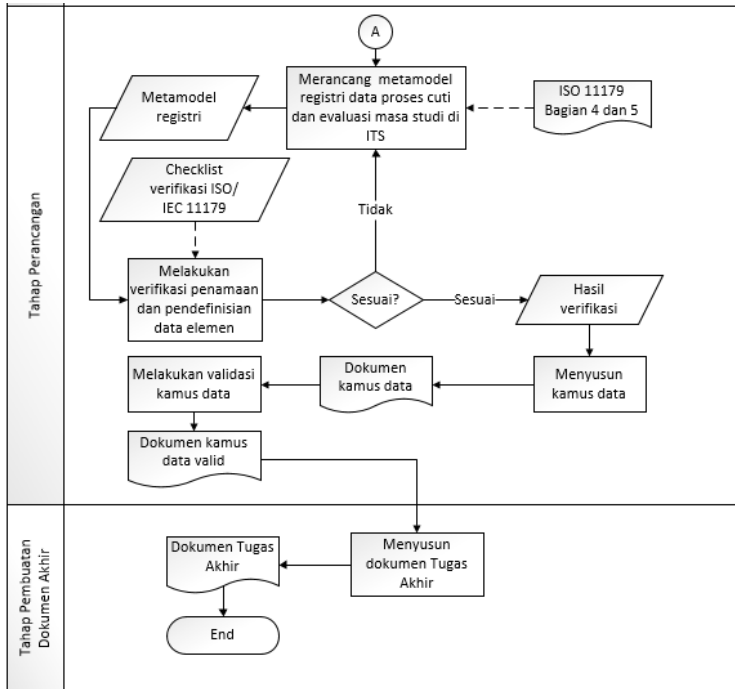 A
Merancang metamodel
registri data proses cuti
dan evaluasi masa studi di
ITS
ISO 11179
Bagian 4 dan 5
Metamodel
registri
Checklist
verifikasi ISO/
IEC 11179
Tidak
Melakukan
verifikasi penamaan
dan pendefinisian
data elemen
Sesuai?
Sesuai
Hasil
verifikasi
Menyusun
kamus data
Dokumen
kamus data
Melakukan validasi
kamus data
Dokumen kamus
data valid
Tahap Perancangan
Menyusun
dokumen Tugas
Akhir
Dokumen Tugas
Akhir
End
Tahap Pembuatan
Dokumen Akhir